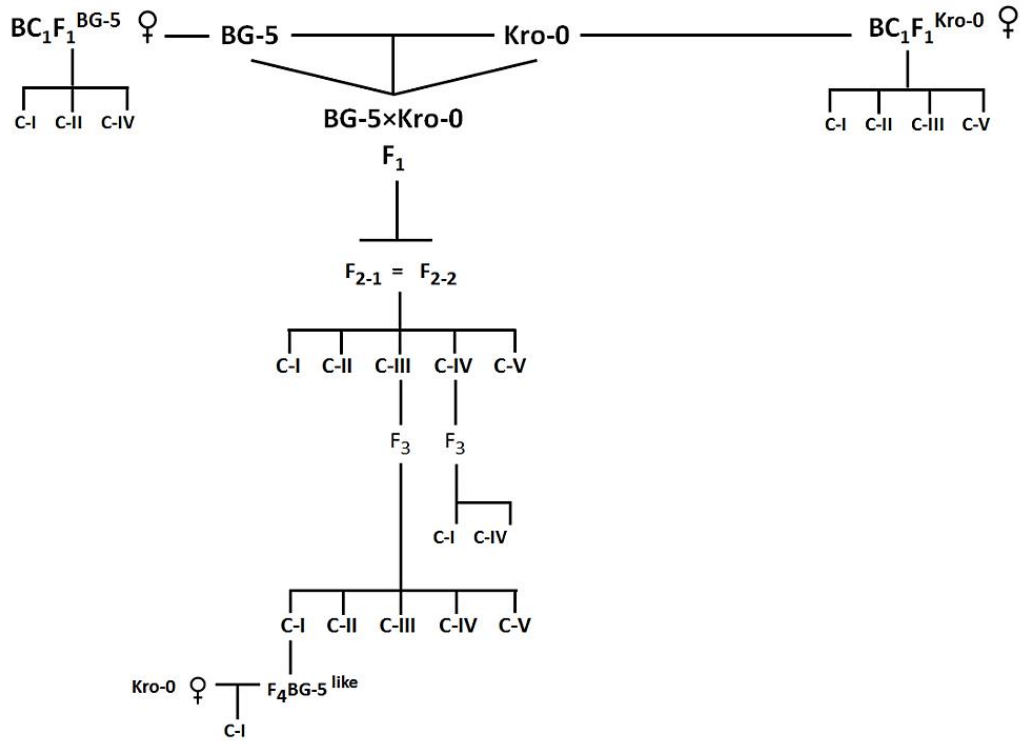 BC₁F₁ᴮᴳ⁻⁵ ♀ BG-5 Kro-0 BC₁F₁ᴷʳᵒ⁻⁰ ♀
C-I C-II C-IV
C-I C-II C-III C-V
BG-5×Kro-0
F₁
F₂₋₁ = F₂₋₂
C-I C-II C-III C-IV C-V
F₃ F₃
C-I C-IV
C-I C-II C-III C-IV C-V
Kro-0 ♀ F₄BG-5 ˡⁱᵏᵉ
C-I